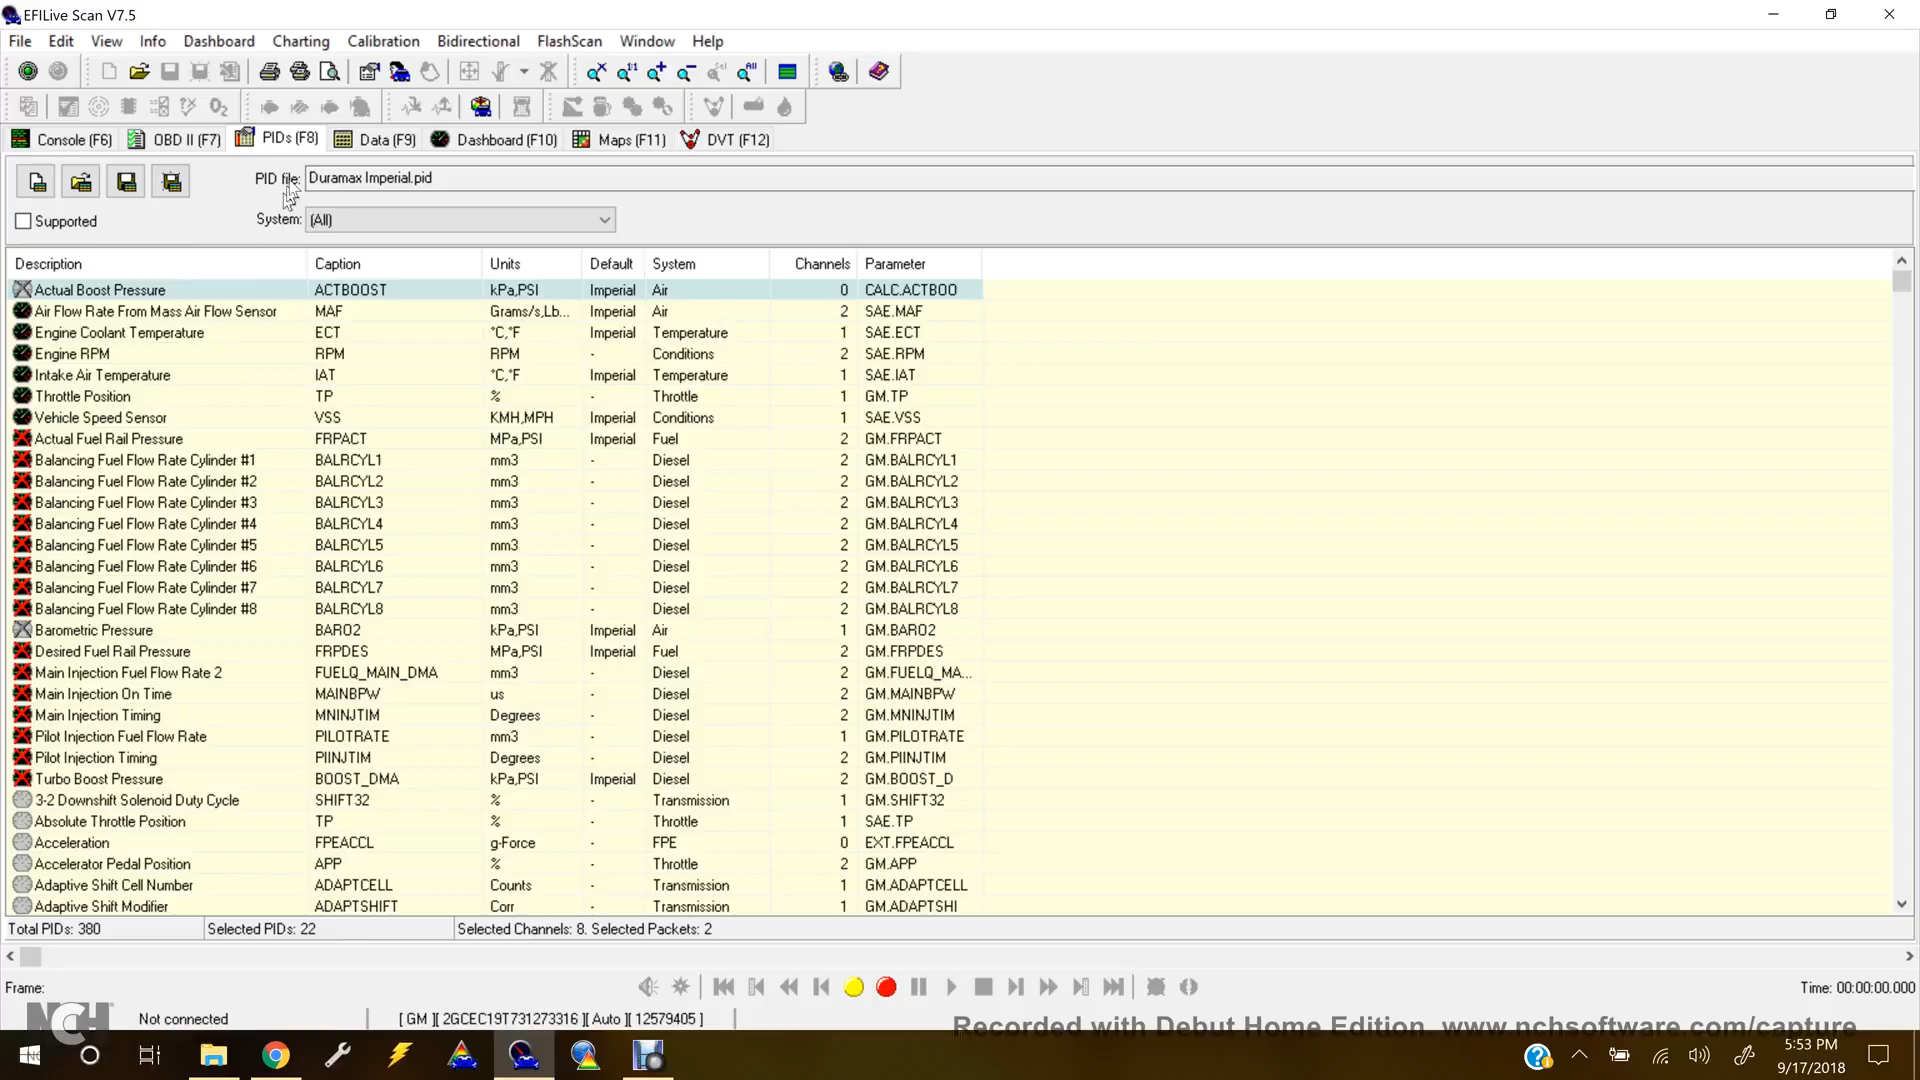 EFILive Scan V7.5
File Edit View Info Dashboard Charting Calibration Bidirectional FlashScan Window Help
Console (F6) OBD II (F7) PIDs (F8) Data (F9) Dashboard (F10) Maps (F11) DVT (F12)
PID file: Duramax Imperial.pid
Supported System: (All)
Description Caption Units Default System Channels Parameter
Actual Boost Pressure ACTBOOST kPa,PSI Imperial Air 0 CALC.ACTBOO
Air Flow Rate From Mass Air Flow Sensor MAF Grams/s,Lb... Imperial Air 2 SAE.MAF
Engine Coolant Temperature ECT °C,°F Imperial Temperature 1 SAE.ECT
Engine RPM RPM RPM - Conditions 2 SAE.RPM
Intake Air Temperature IAT °C,°F Imperial Temperature 1 SAE.IAT
Throttle Position TP % - Throttle 1 GM.TP
Vehicle Speed Sensor VSS KMH,MPH Imperial Conditions 1 SAE.VSS
Actual Fuel Rail Pressure FRPACT MPa,PSI Imperial Fuel 2 GM.FRPACT
Balancing Fuel Flow Rate Cylinder #1 BALRCYL1 mm3 - Diesel 2 GM.BALRCYL1
Balancing Fuel Flow Rate Cylinder #2 BALRCYL2 mm3 - Diesel 2 GM.BALRCYL2
Balancing Fuel Flow Rate Cylinder #3 BALRCYL3 mm3 - Diesel 2 GM.BALRCYL3
Balancing Fuel Flow Rate Cylinder #4 BALRCYL4 mm3 - Diesel 2 GM.BALRCYL4
Balancing Fuel Flow Rate Cylinder #5 BALRCYL5 mm3 - Diesel 2 GM.BALRCYL5
Balancing Fuel Flow Rate Cylinder #6 BALRCYL6 mm3 - Diesel 2 GM.BALRCYL6
Balancing Fuel Flow Rate Cylinder #7 BALRCYL7 mm3 - Diesel 2 GM.BALRCYL7
Balancing Fuel Flow Rate Cylinder #8 BALRCYL8 mm3 - Diesel 2 GM.BALRCYL8
Barometric Pressure BARO2 kPa,PSI Imperial Air 1 GM.BARO2
Desired Fuel Rail Pressure FRPDES MPa,PSI Imperial Fuel 2 GM.FRPDES
Main Injection Fuel Flow Rate 2 FUELQ_MAIN_DMA mm3 - Diesel 2 GM.FUELQ_MA...
Main Injection On Time MAINBPW us - Diesel 2 GM.MAINBPW
Main Injection Timing MNINJTIM Degrees - Diesel 2 GM.MNINJTIM
Pilot Injection Fuel Flow Rate PILOTRATE mm3 - Diesel 1 GM.PILOTRATE
Pilot Injection Timing PIINJTIM Degrees - Diesel 2 GM.PIINJTIM
Turbo Boost Pressure BOOST_DMA kPa,PSI Imperial Diesel 2 GM.BOOST_D
3-2 Downshift Solenoid Duty Cycle SHIFT32 % - Transmission 1 GM.SHIFT32
Absolute Throttle Position TP % - Throttle 1 SAE.TP
Acceleration FPEACCL g-Force - FPE 0 EXT.FPEACCL
Accelerator Pedal Position APP % - Throttle 2 GM.APP
Adaptive Shift Cell Number ADAPTCELL Counts - Transmission 1 GM.ADAPTCELL
Adaptive Shift Modifier ADAPTSHIFT Corr - Transmission 1 GM.ADAPTSHI
Total PIDs: 380 Selected PIDs: 22 Selected Channels: 8. Selected Packets: 2
Frame: Time: 00:00:00.000
NCH Not connected [ GM ][ 2GCEC19T731273316 ][ Auto ][ 12579405 ] Recorded with Debut Home Edition www.nchsoftware.com/capture
5:53 PM
9/17/2018